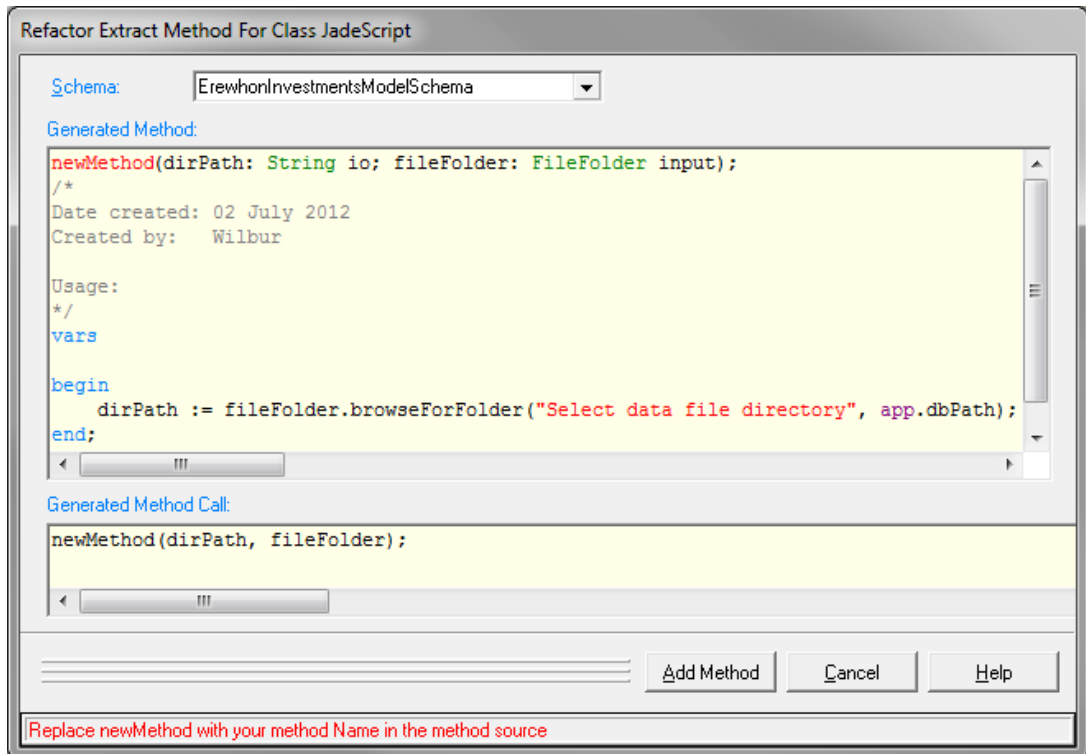 Refactor Extract Method For Class JadeScript
Schema: ErewhonInvestmentsModelSchema
Generated Method:
newMethod(dirPath: String io; fileFolder: FileFolder input);
/*
Date created: 02 July 2012
Created by:   Wilbur
Usage:
*/
vars
begin
    dirPath := fileFolder.browseForFolder("Select data file directory", app.dbPath);
end;
Generated Method Call:
newMethod(dirPath, fileFolder);
Add Method Cancel Help
Replace newMethod with your method Name in the method source